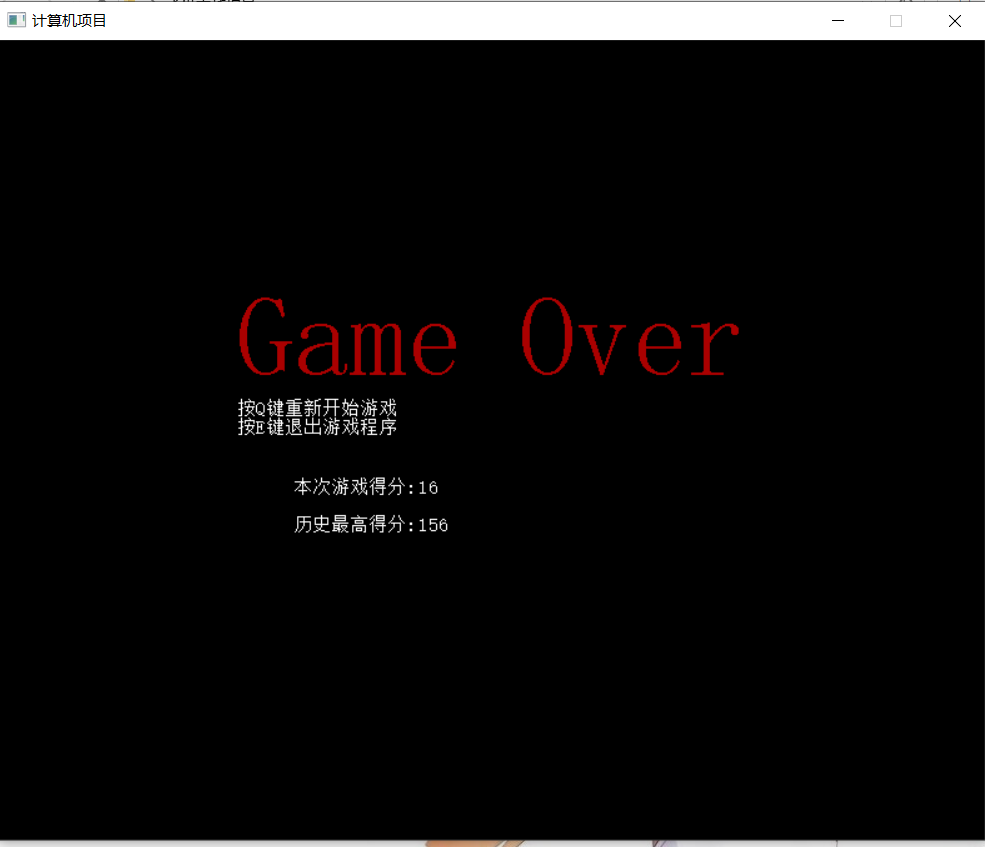 计算机项目
Game Over
按Q键重新开始游戏
按E键退出游戏程序
本次游戏得分:16
历史最高得分:156